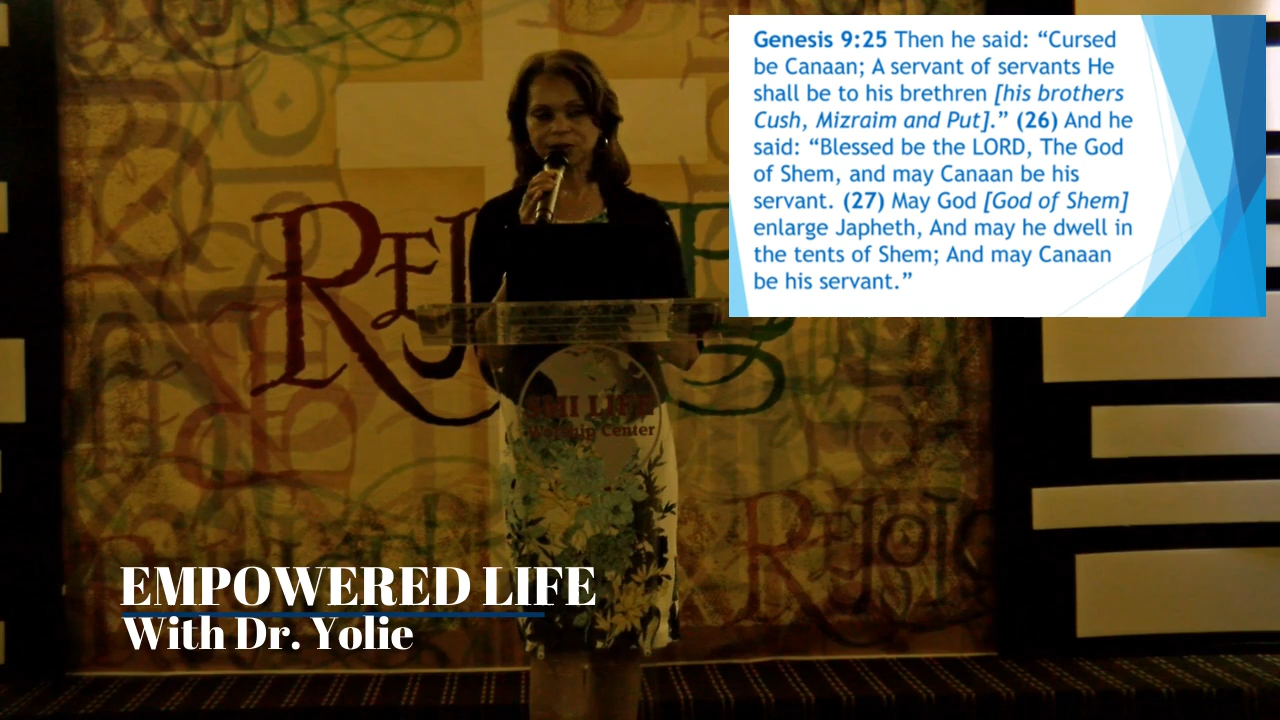 Genesis 9:25 Then he said: “Cursed
be Canaan; A servant of servants He
shall be to his brethren [his brothers
Cush, Mizraim and Put].” (26) And he
said: “Blessed be the LORD, The God
of Shem, and may Canaan be his
servant. (27) May God [God of Shem]
enlarge Japheth, And may he dwell in
the tents of Shem; And may Canaan
be his servant.”
LIFE
Worship Center
EMPOWERED LIFE
With Dr. Yolie